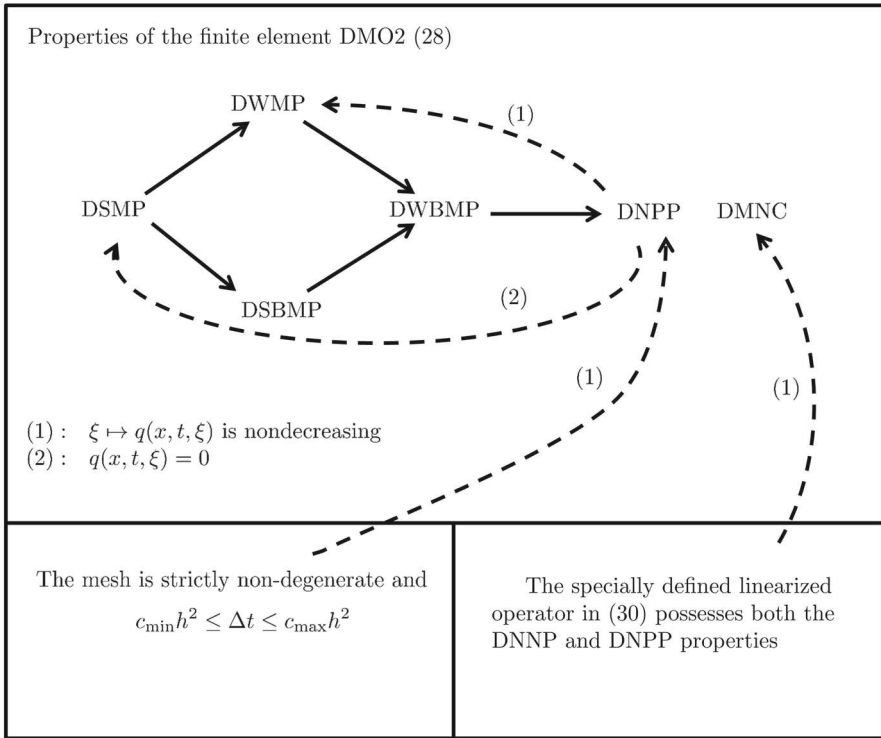 Properties of the finite element DMO2 (28)
DWMP
(1)
DSMP
DWBMP
DNPP
DMNC
(2)
DSBMP
(1)
(1)
(1) : ξ ↦ q(x, t, ξ) is nondecreasing
(2) : q(x, t, ξ) = 0
The mesh is strictly non-degenerate and
c_min h² ≤ Δt ≤ c_max h²
The specially defined linearized
operator in (30) possesses both the
DNNP and DNPP properties